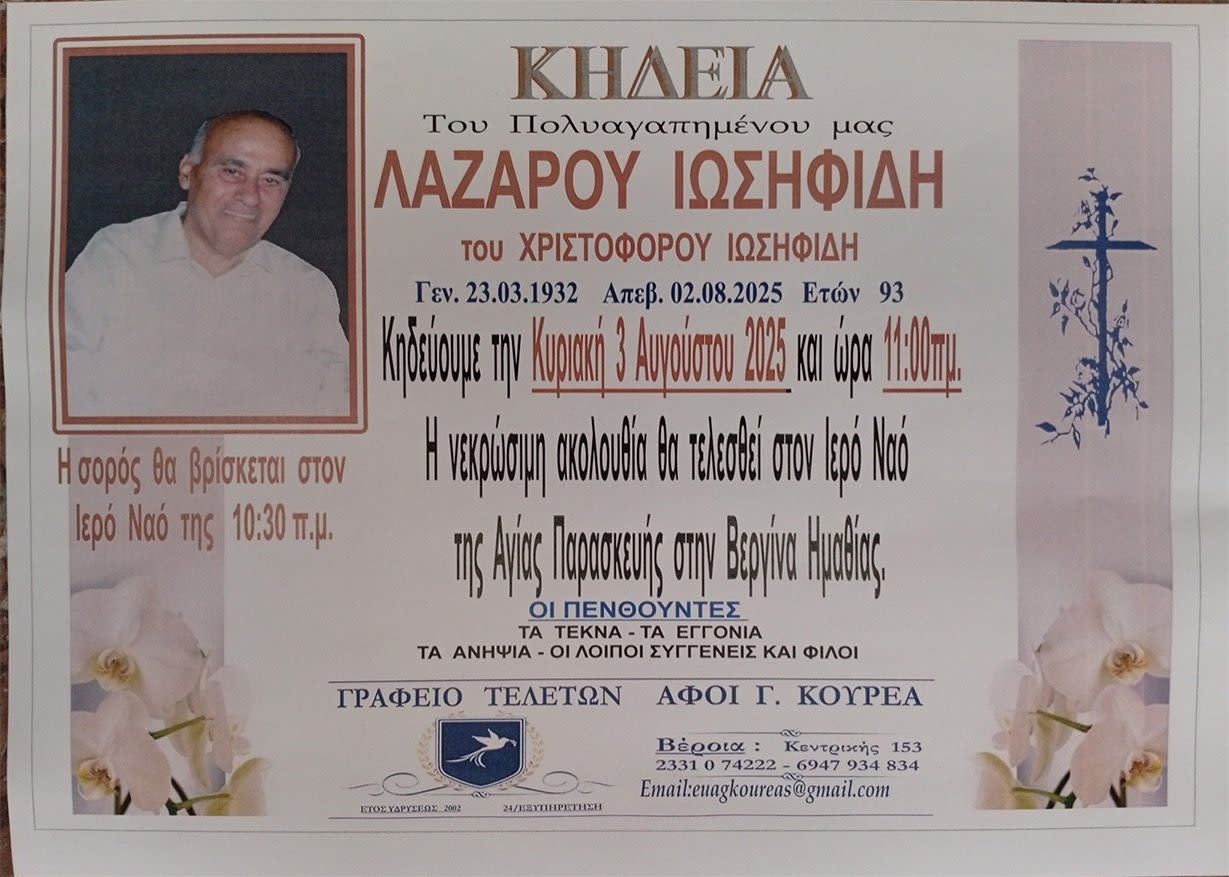 ΚΗΔΕΙΑ
Του Πολυαγαπημένου μας
ΛΑΖΑΡΟΥ ΙΩΣΗΦΙΔΗ
του ΧΡΙΣΤΟΦΟΡΟΥ ΙΩΣΗΦΙΔΗ
Γεν. 23.03.1932 Απεβ. 02.08.2025 Ετών 93
Κηδεύουμε την Κυριακή 3 Αυγούστου 2025 και ώρα 11:00πμ.
Η νεκρώσιμη ακολουθία θα τελεσθεί στον Ιερό Ναό
της Αγίας Παρασκευής στην Βεργίνα Ημαθίας.
Η σορός θα βρίσκεται στον
Ιερό Ναό της 10:30 π.μ.
ΟΙ ΠΕΝΘΟΥΝΤΕΣ
ΤΑ ΤΕΚΝΑ - ΤΑ ΕΓΓΟΝΙΑ
ΤΑ ΑΝΗΨΙΑ - ΟΙ ΛΟΙΠΟΙ ΣΥΓΓΕΝΕΙΣ ΚΑΙ ΦΙΛΟΙ
ΓΡΑΦΕΙΟ ΤΕΛΕΤΩΝ ΑΦΟΙ Γ. ΚΟΥΡΕΑ
Βέροια : Κεντρικής 153
2331 0 74222 - 6947 934 834
Email:euagkoureas@gmail.com
ΕΤΟΣ ΥΔΡΥΣΕΩΣ 2002 24/ΕΞΥΠΗΡΕΤΗΣΗ